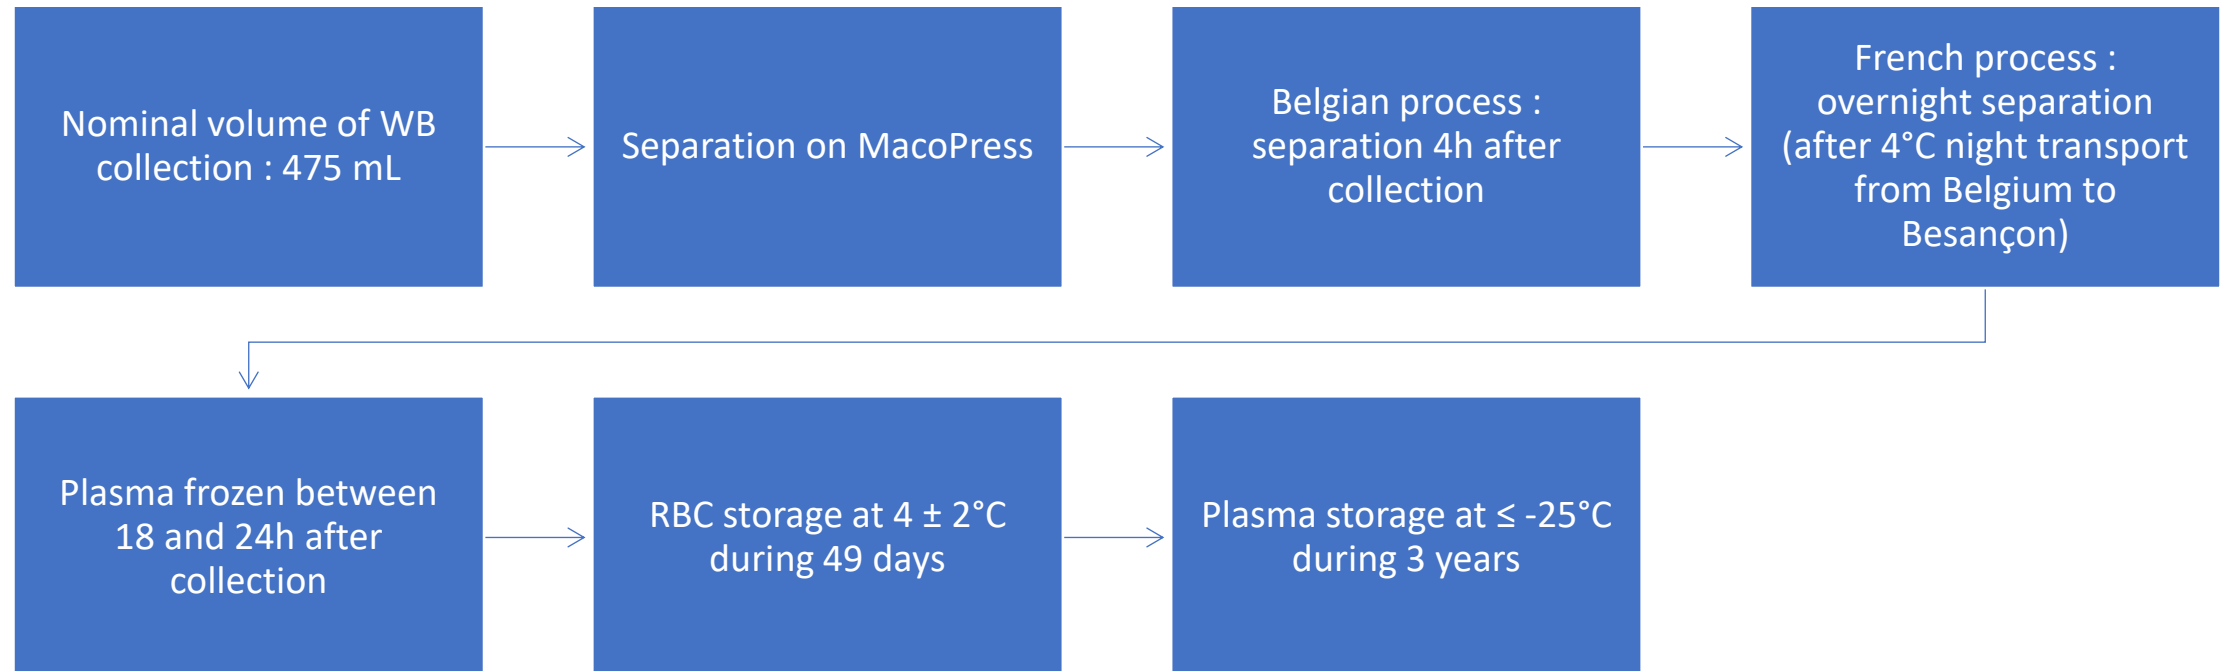 Nominal volume of WB
collection : 475 mL
Separation on MacoPress
Belgian process :
separation 4h after
collection
French process :
overnight separation
(after 4°C night transport
from Belgium to
Besançon)
Plasma frozen between
18 and 24h after
collection
RBC storage at 4 ± 2°C
during 49 days
Plasma storage at ≤ -25°C
during 3 years